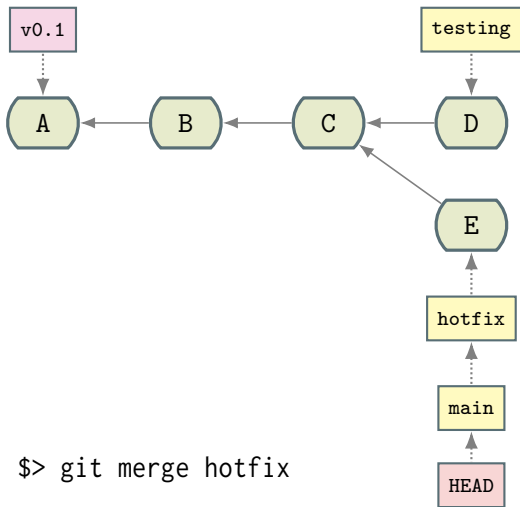 v0.1 testing
A B C D
E
hotfix
main
$> git merge hotfix
HEAD